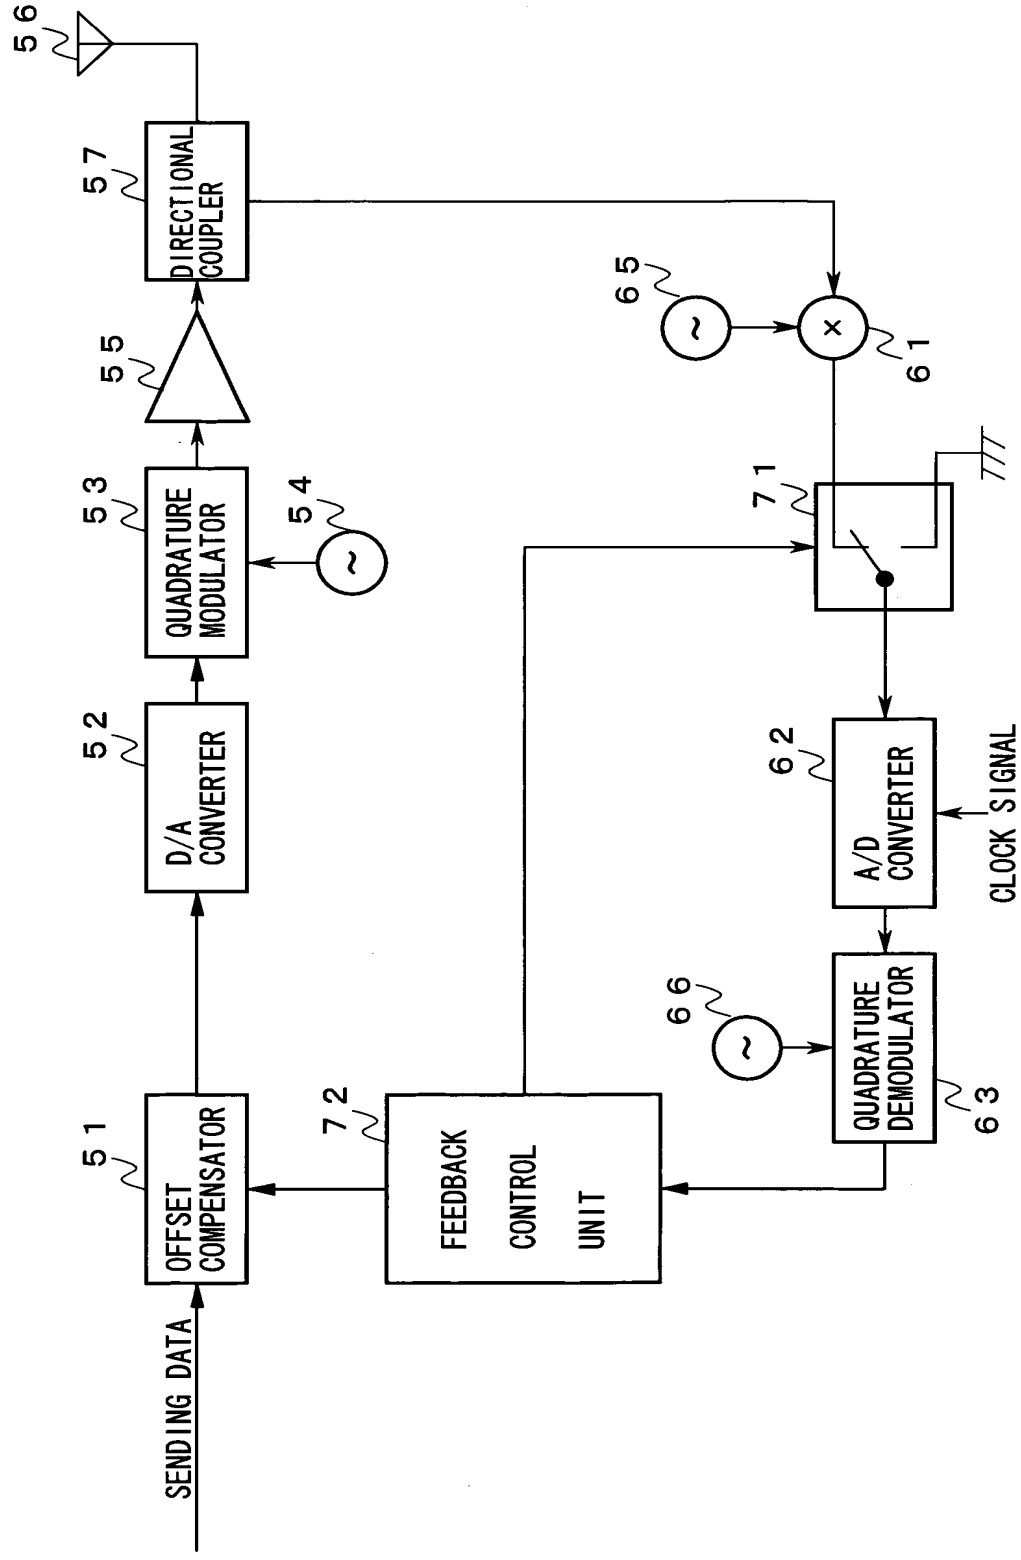 SENDING DATA
51
OFFSET
COMPENSATOR
52
D/A
CONVERTER
53
QUADRATURE
MODULATOR
54
~
55
57
DIRECTIONAL
COUPLER
56
72
FEEDBACK
CONTROL
UNIT
66
~
QUADRATURE
DEMODULATOR
63
62
A/D
CONVERTER
CLOCK SIGNAL
71
65
~
×
61